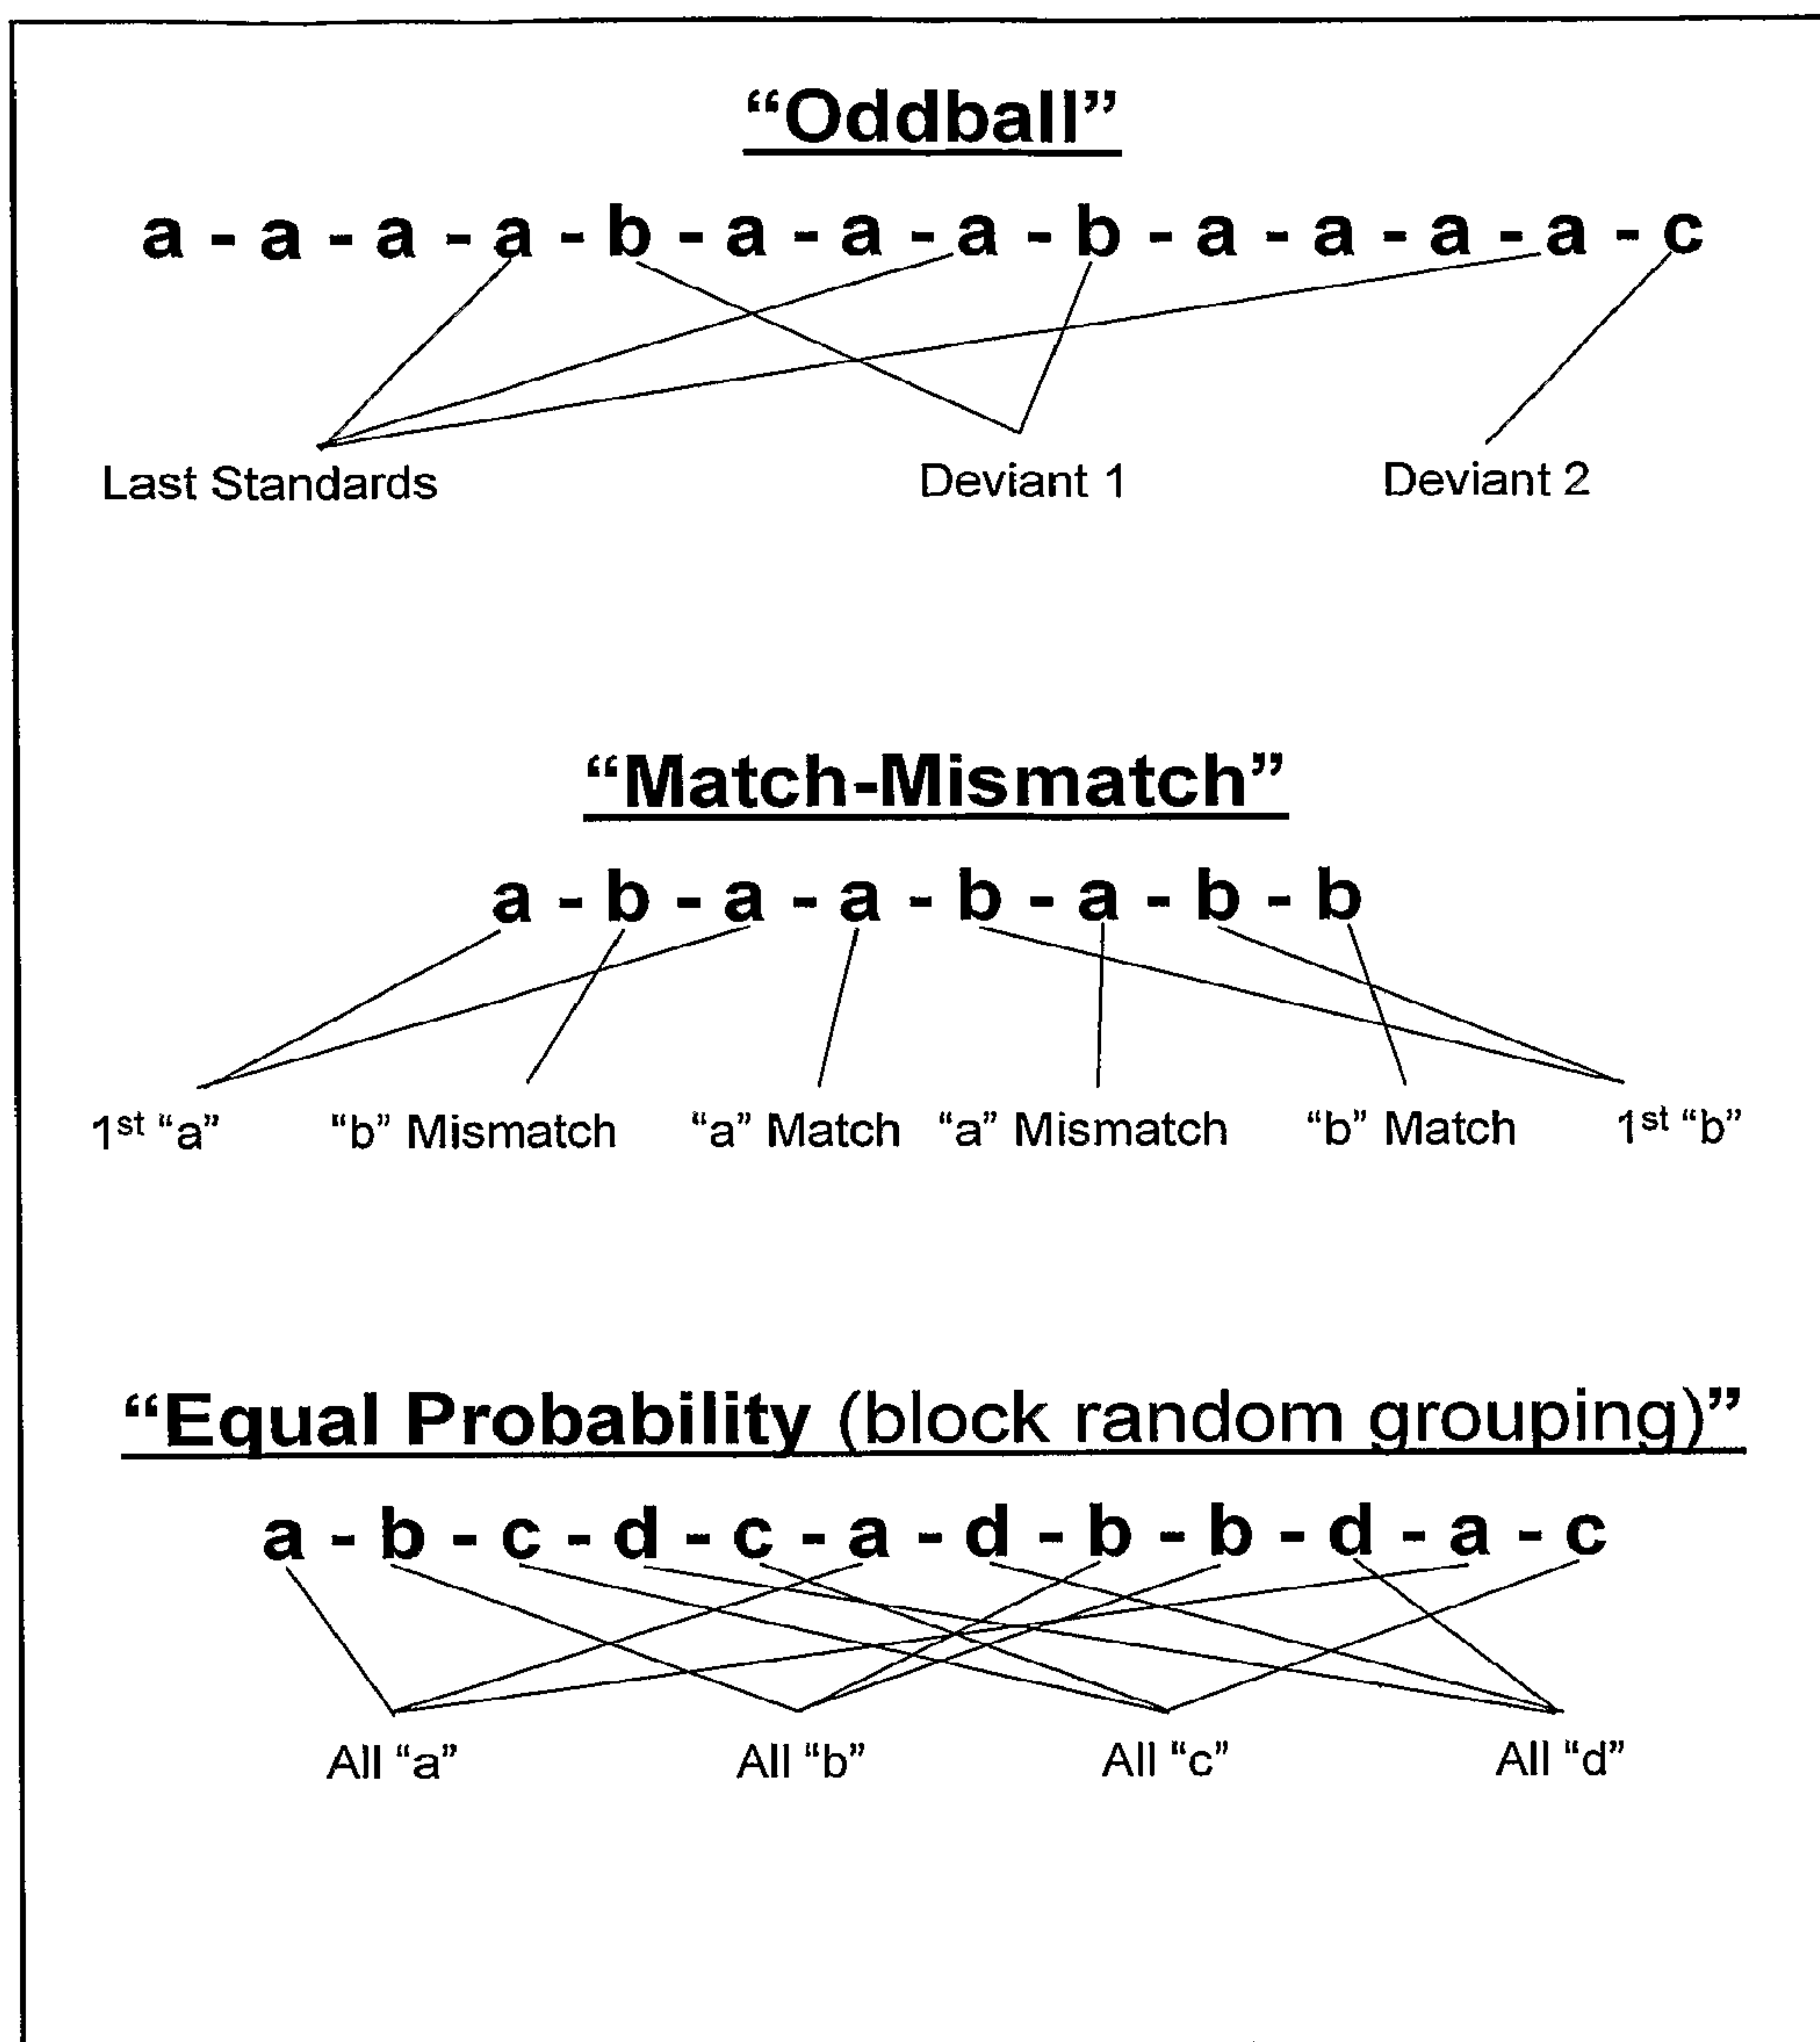 “Oddball”
a - a - a - a - b - a - a - a - b - a - a - a - a - c
Last Standards Deviant 1 Deviant 2
“Match-Mismatch”
a - b - a - a - b - a - b - b
1st “a” “b” Mismatch “a” Match “a” Mismatch “b” Match 1st “b”
“Equal Probability (block random grouping)”
a - b - c - d - c - a - d - b - b - d - a - c
All “a” All “b” All “c” All “d”